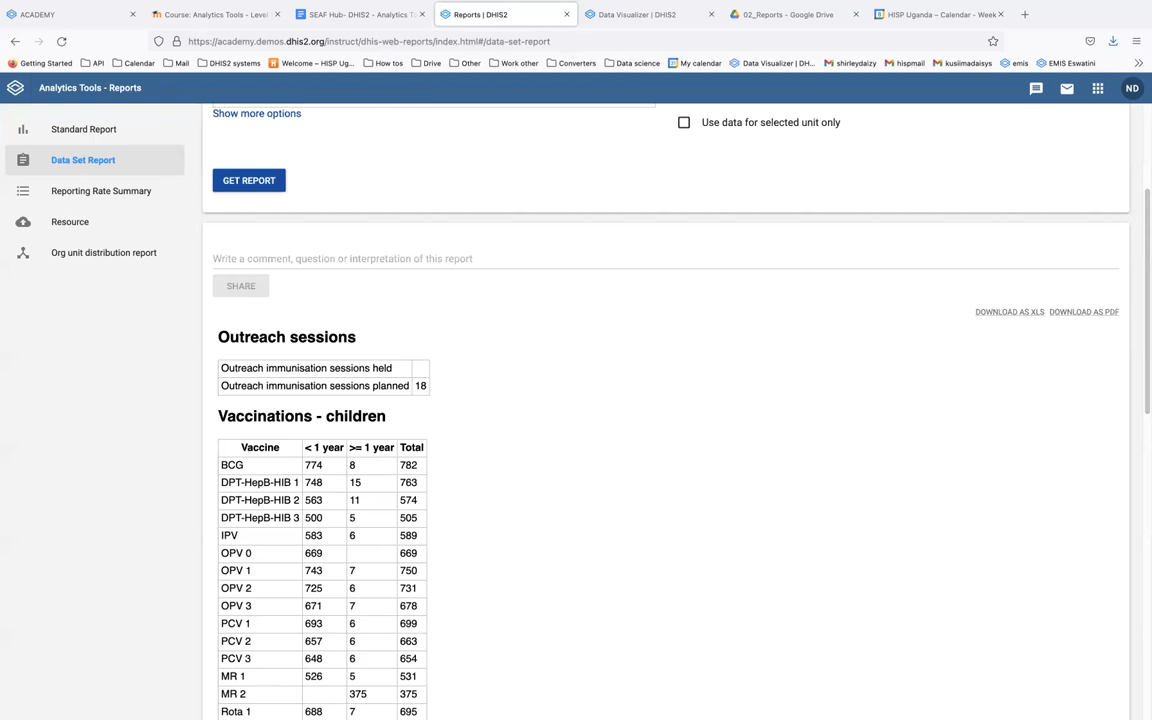 ACADEMY
Course: Analytics Tools - Level
SEAF Hub- DHIS2 - Analytics T
Reports | DHIS2
Data Visualizer | DHIS2
02_Reports - Google Drive
HISP Uganda – Calendar - Week
https://academy.demos.dhis2.org/instruct/dhis-web-reports/index.html#/data-set-report
Getting Started
API
Calendar
Mail
DHIS2 systems
Welcome – HISP Ug...
How tos
Drive
Other
Work other
Converters
Data science
My calendar
Data Visualizer | DH...
shirleydaizy
hispmail
kusiimadaisys
emis
EMIS Eswatini
Analytics Tools - Reports
ND
Standard Report
Data Set Report
Reporting Rate Summary
Resource
Org unit distribution report
Show more options
Use data for selected unit only
GET REPORT
Write a comment, question or interpretation of this report
SHARE
DOWNLOAD AS XLS DOWNLOAD AS PDF
Outreach sessions
Outreach immunisation sessions held
Outreach immunisation sessions planned 18
Vaccinations - children
Vaccine < 1 year >= 1 year Total
BCG 774 8 782
DPT-HepB-HIB 1 748 15 763
DPT-HepB-HIB 2 563 11 574
DPT-HepB-HIB 3 500 5 505
IPV 583 6 589
OPV 0 669 669
OPV 1 743 7 750
OPV 2 725 6 731
OPV 3 671 7 678
PCV 1 693 6 699
PCV 2 657 6 663
PCV 3 648 6 654
MR 1 526 5 531
MR 2 375 375
Rota 1 688 7 695